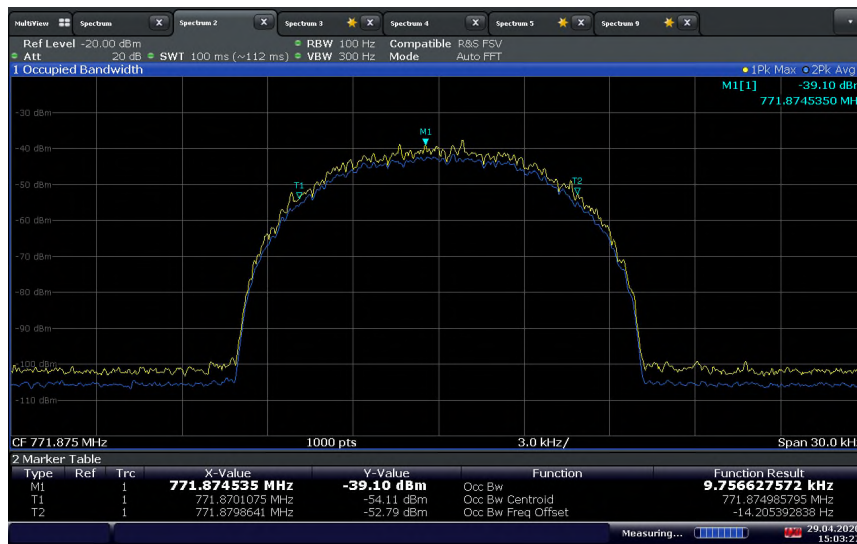 MultiView Spectrum X Spectrum 2 X Spectrum 3 X Spectrum 4 X Spectrum 5 X Spectrum 9 X
Ref Level -20.00 dBm RBW 100 Hz Compatible R&S FSV
Att 20 dB SWT 100 ms (~112 ms) VBW 300 Hz Mode Auto FFT
1 Occupied Bandwidth 1Pk Max 2Pk Avg
M1[1] -39.10 dBm
771.8745350 MH
-30 dBm
M1
-40 dBm
T1 T2
-50 dBm
-60 dBm
-70 dBm
-80 dBm
-90 dBm
-100 dBm
-110 dBm
CF 771.875 MHz 1000 pts 3.0 kHz/ Span 30.0 kH
2 Marker Table
Type Ref Trc X-Value Y-Value Function Function Result
M1 1 771.874535 MHz -39.10 dBm Occ Bw 9.756627572 kHz
T1 1 771.8701075 MHz -54.11 dBm Occ Bw Centroid 771.874985795 MHz
T2 1 771.8798641 MHz -52.79 dBm Occ Bw Freq Offset -14.205392838 Hz
Measuring... 29.04.2020
15:03:27